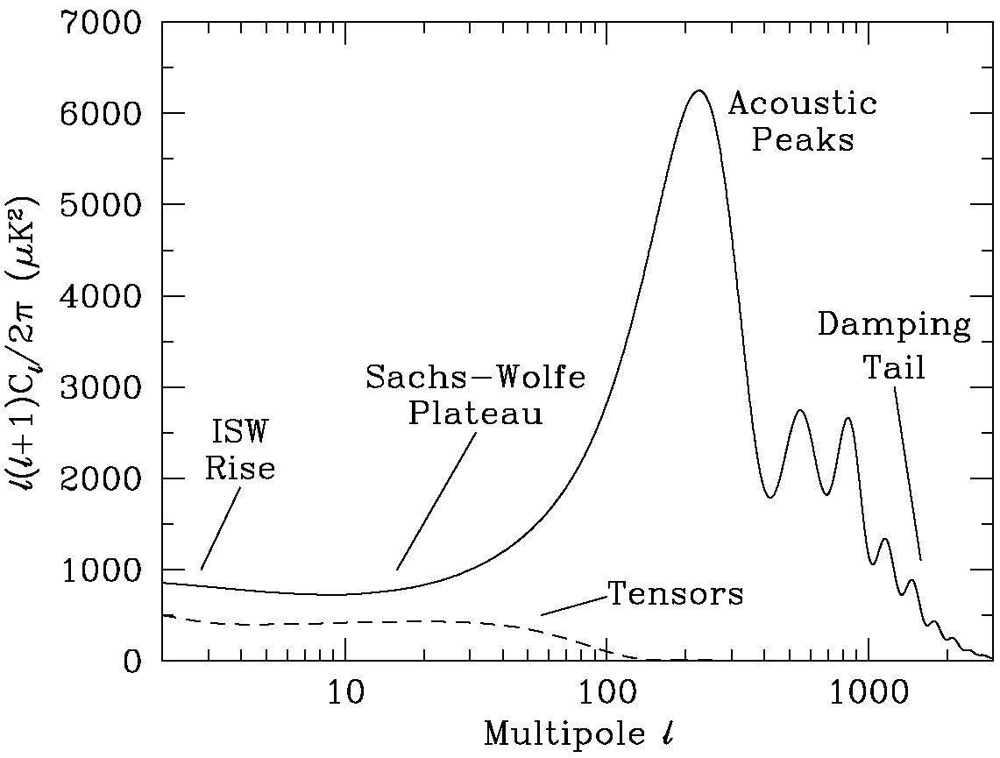 7000
6000
5000
4000
3000
2000
1000
0
ℓ(ℓ+1)Cℓ/2π (μK²)
Acoustic
Peaks
Damping
Tail
Sachs-Wolfe
Plateau
ISW
Rise
Tensors
10
100
1000
Multipole ℓ